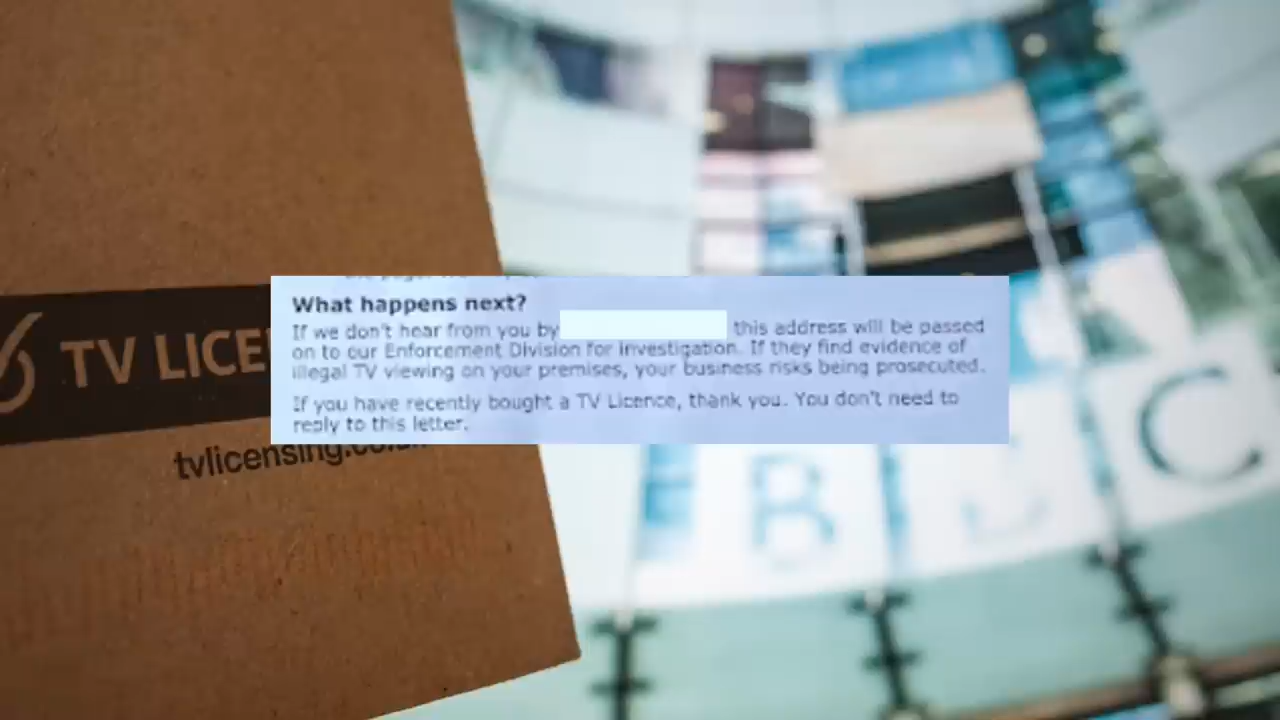 What happens next?
If we don't hear from you by this address will be passed
on to our Enforcement Division for investigation. If they find evidence of
illegal TV viewing on your premises, your business risks being prosecuted.
If you have recently bought a TV Licence, thank you. You don't need to
reply to this letter.
TV LICE
tvlicensing.co.u
B B C